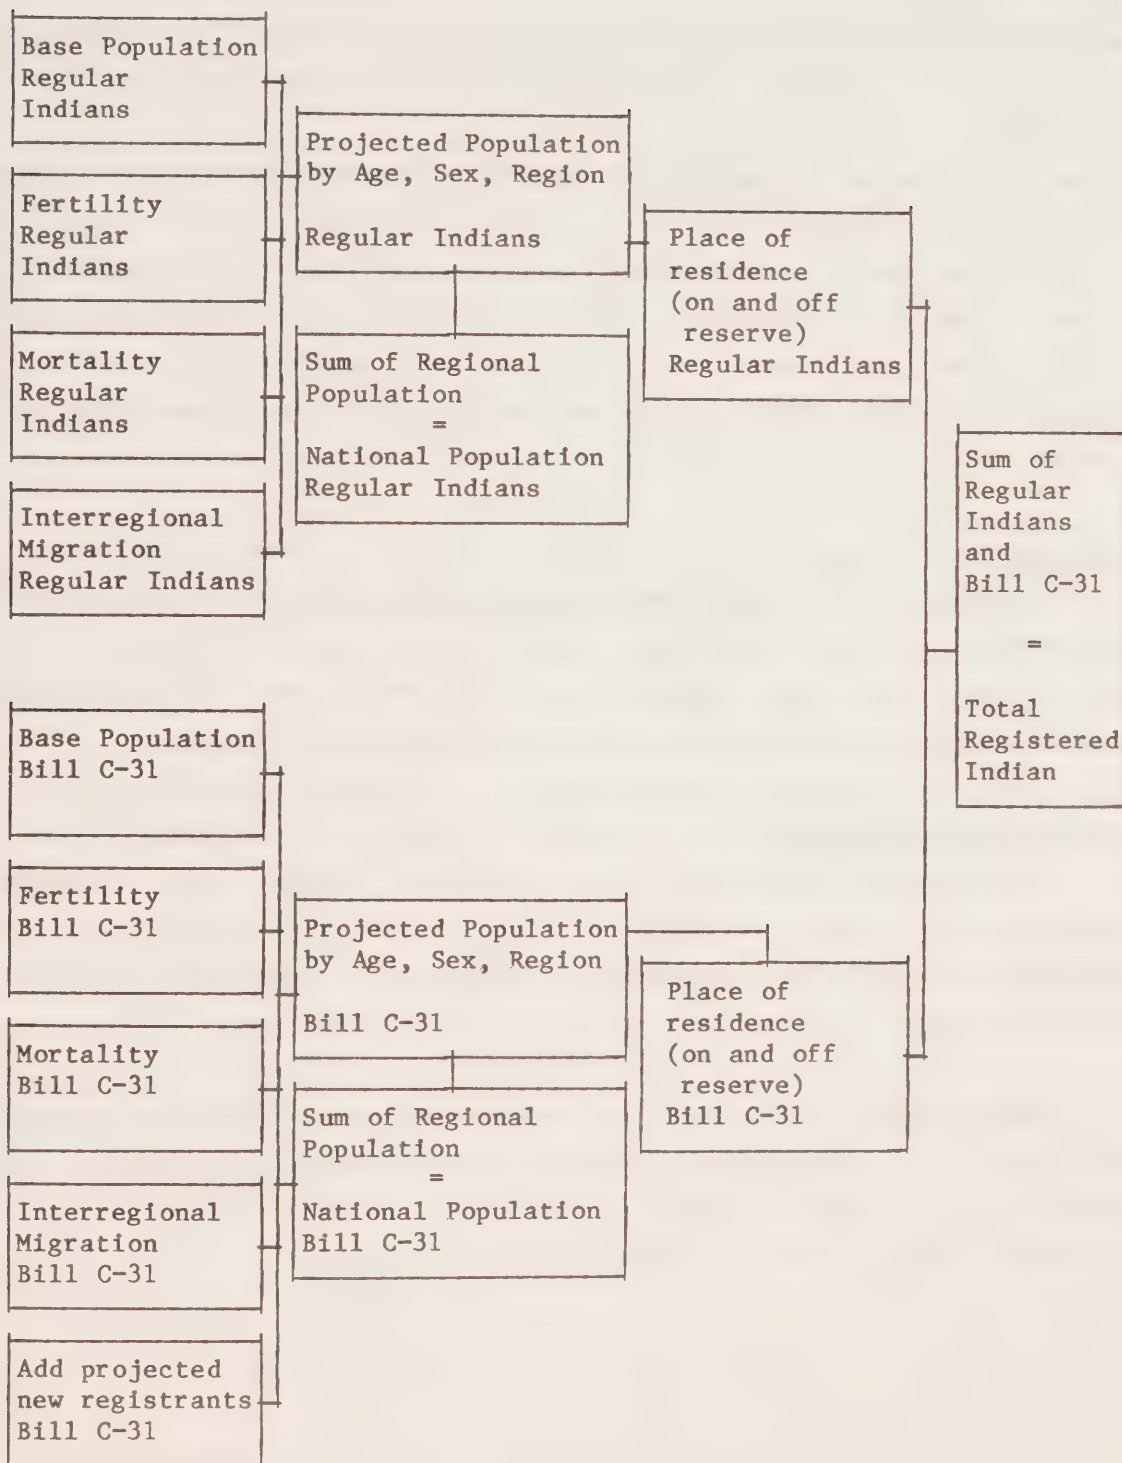 Base Population
Regular
Indians
Fertility
Regular
Indians
Mortality
Regular
Indians
Interregional
Migration
Regular Indians
Projected Population
by Age, Sex, Region
Regular Indians
Sum of Regional
Population
=
National Population
Regular Indians
Place of
residence
(on and off
reserve)
Regular Indians
Base Population
Bill C-31
Fertility
Bill C-31
Mortality
Bill C-31
Interregional
Migration
Bill C-31
Add projected
new registrants
Bill C-31
Projected Population
by Age, Sex, Region
Bill C-31
Sum of Regional
Population
=
National Population
Bill C-31
Place of
residence
(on and off
reserve)
Bill C-31
Sum of
Regular
Indians
and
Bill C-31
=
Total
Registered
Indian